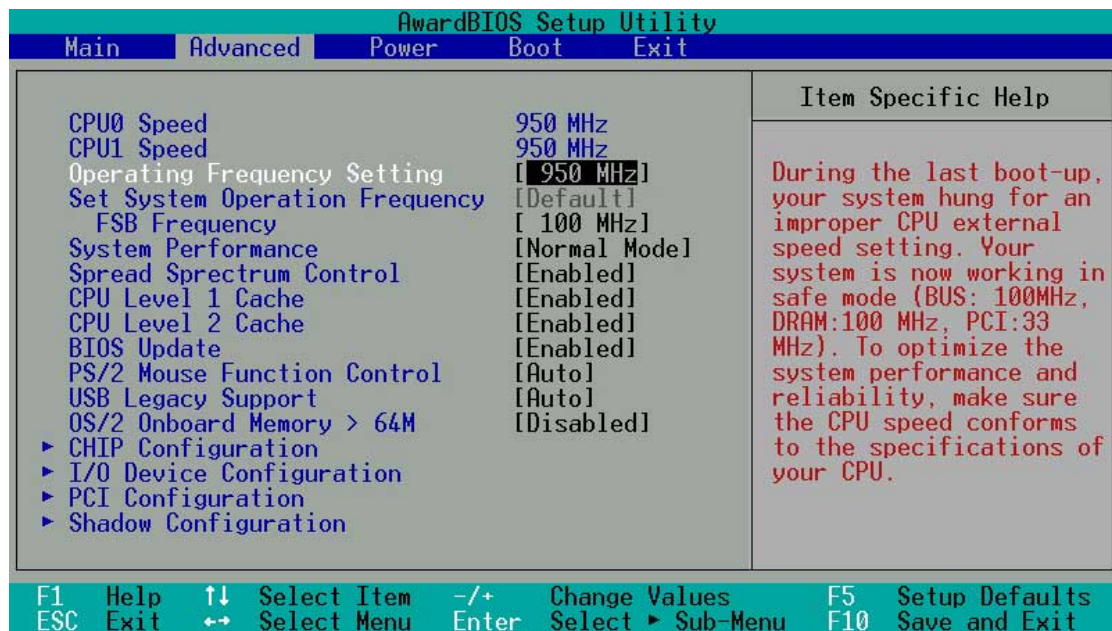 AwardBIOS Setup Utility
Main Advanced Power Boot Exit
Item Specific Help
CPU0 Speed 950 MHz
CPU1 Speed 950 MHz
Operating Frequency Setting [ 950 MHz]
Set System Operation Frequency [Default]
FSB Frequency [ 100 MHz]
System Performance [Normal Mode]
Spread Sprectrum Control [Enabled]
CPU Level 1 Cache [Enabled]
CPU Level 2 Cache [Enabled]
BIOS Update [Enabled]
PS/2 Mouse Function Control [Auto]
USB Legacy Support [Auto]
OS/2 Onboard Memory > 64M [Disabled]
► CHIP Configuration
► I/O Device Configuration
► PCI Configuration
► Shadow Configuration
During the last boot-up,
your system hung for an
improper CPU external
speed setting. Your
system is now working in
safe mode (BUS: 100MHz,
DRAM:100 MHz, PCI:33
MHz). To optimize the
system performance and
reliability, make sure
the CPU speed conforms
to the specifications of
your CPU.
F1 Help ↑↓ Select Item -/+ Change Values F5 Setup Defaults
ESC Exit ←→ Select Menu Enter Select ► Sub-Menu F10 Save and Exit